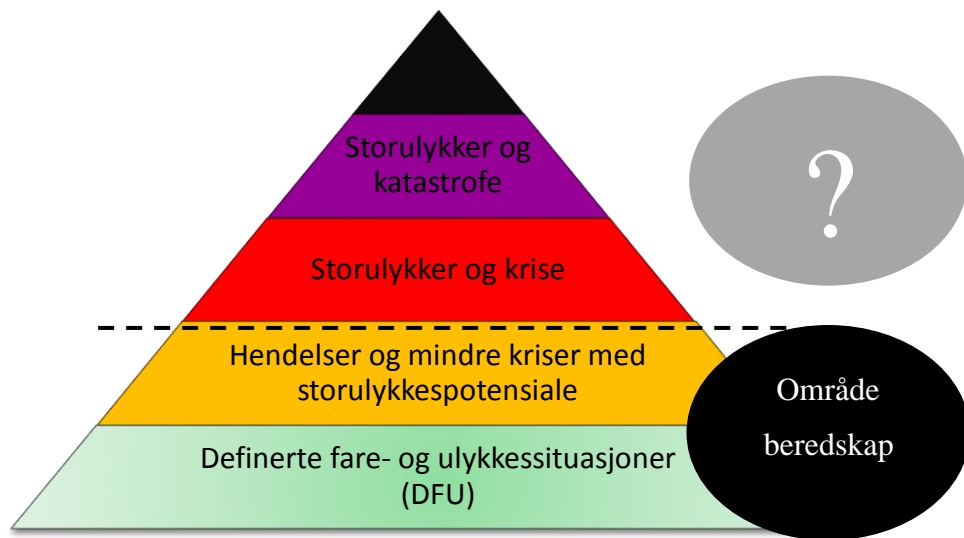 Storulykker og
katastrofe
?
Storulykker og krise
Hendelser og mindre kriser med
storulykkespotensiale
Område
beredskap
Definerte fare- og ulykkessituasjoner
(DFU)